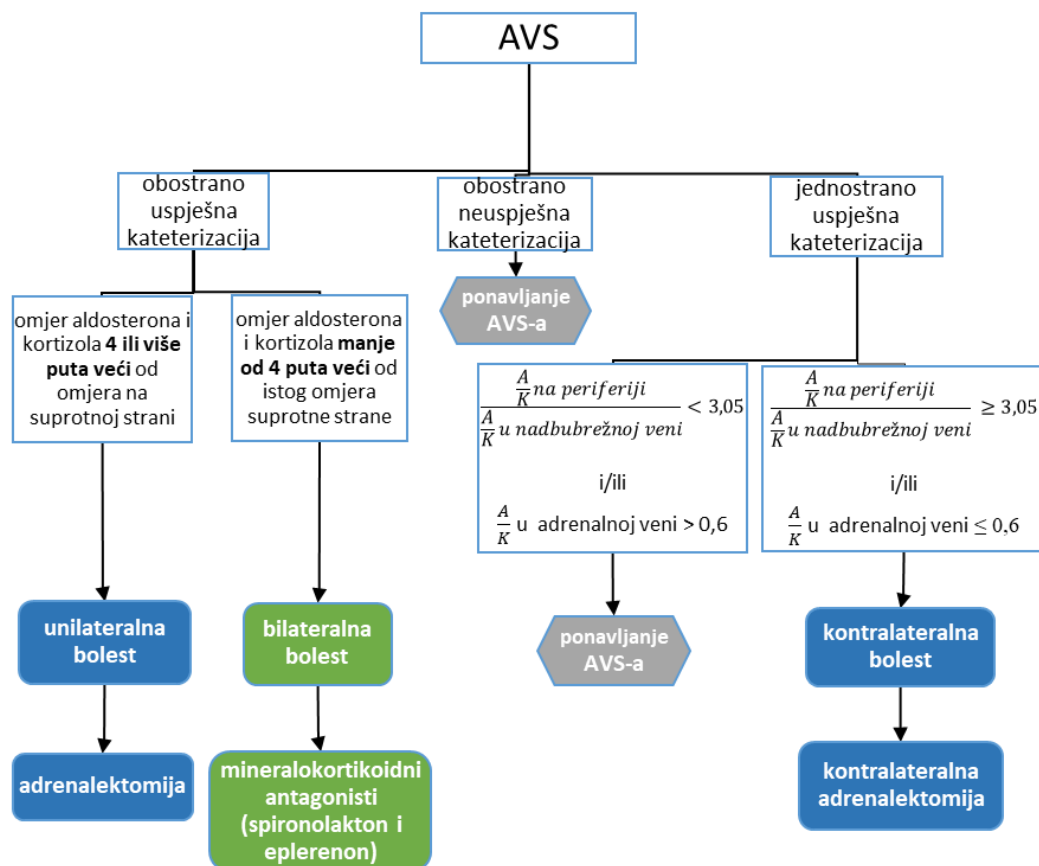 AVS
obostrano
uspješna
kateterizacija
obostrano
neuspješna
kateterizacija
jednostrano
uspješna
kateterizacija
ponavljanje
AVS-a
omjer aldosterona i
kortizola 4 ili više
puta veći od
omjera na
suprotnoj strani
omjer aldosterona
i kortizola manje
od 4 puta veći od
istog omjera
suprotne strane
A/K na periferiji
A/K u nadbubrežnoj veni
< 3,05
i/ili
A/K u adrenalnoj veni > 0,6
A/K na periferiji
A/K u nadbubrežnoj veni
≥ 3.05
i/ili
A/K u adrenalnoj veni ≤ 0,6
unilateralna
bolest
bilateralna
bolest
ponavljanje
AVS-a
kontralateralna
bolest
adrenalektomija
mineralokortikoidni
antagonisti
(spironolakton i
eplerenon)
kontralateralna
adrenalektomija